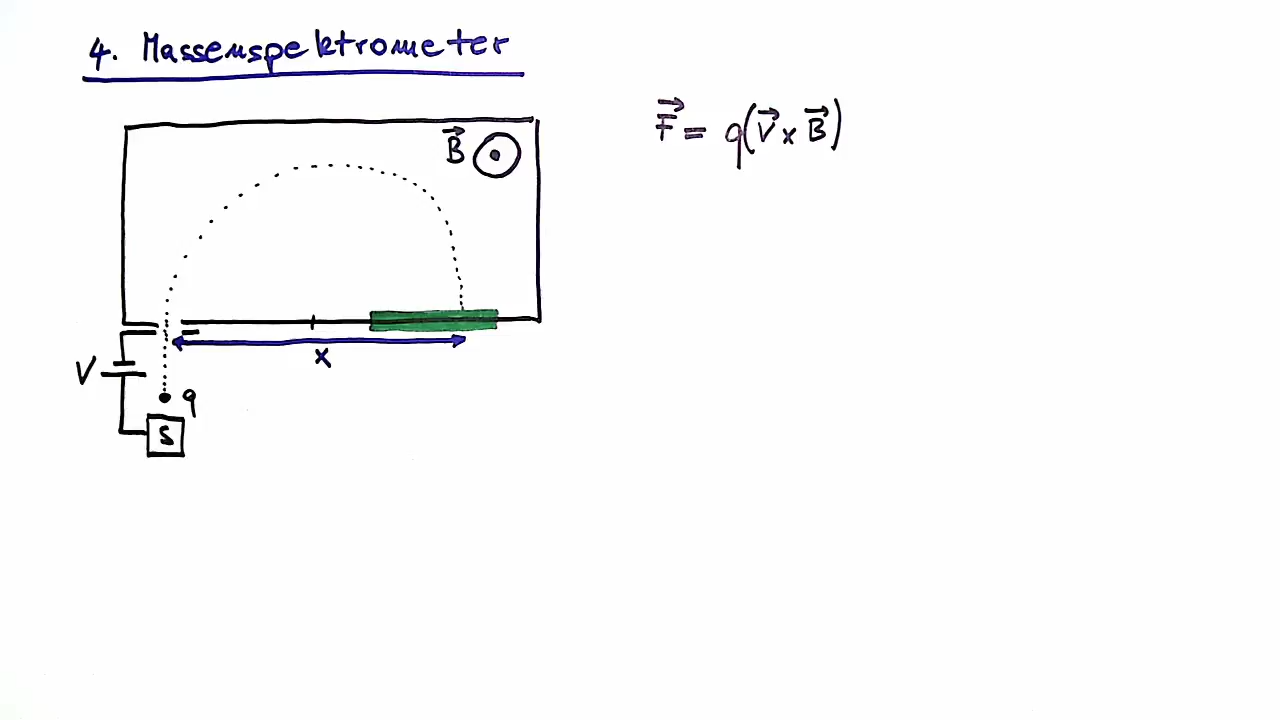 4. Massenspektrometer
F⃗ = q(v⃗ x B⃗)
B⃗
x
V
q
S